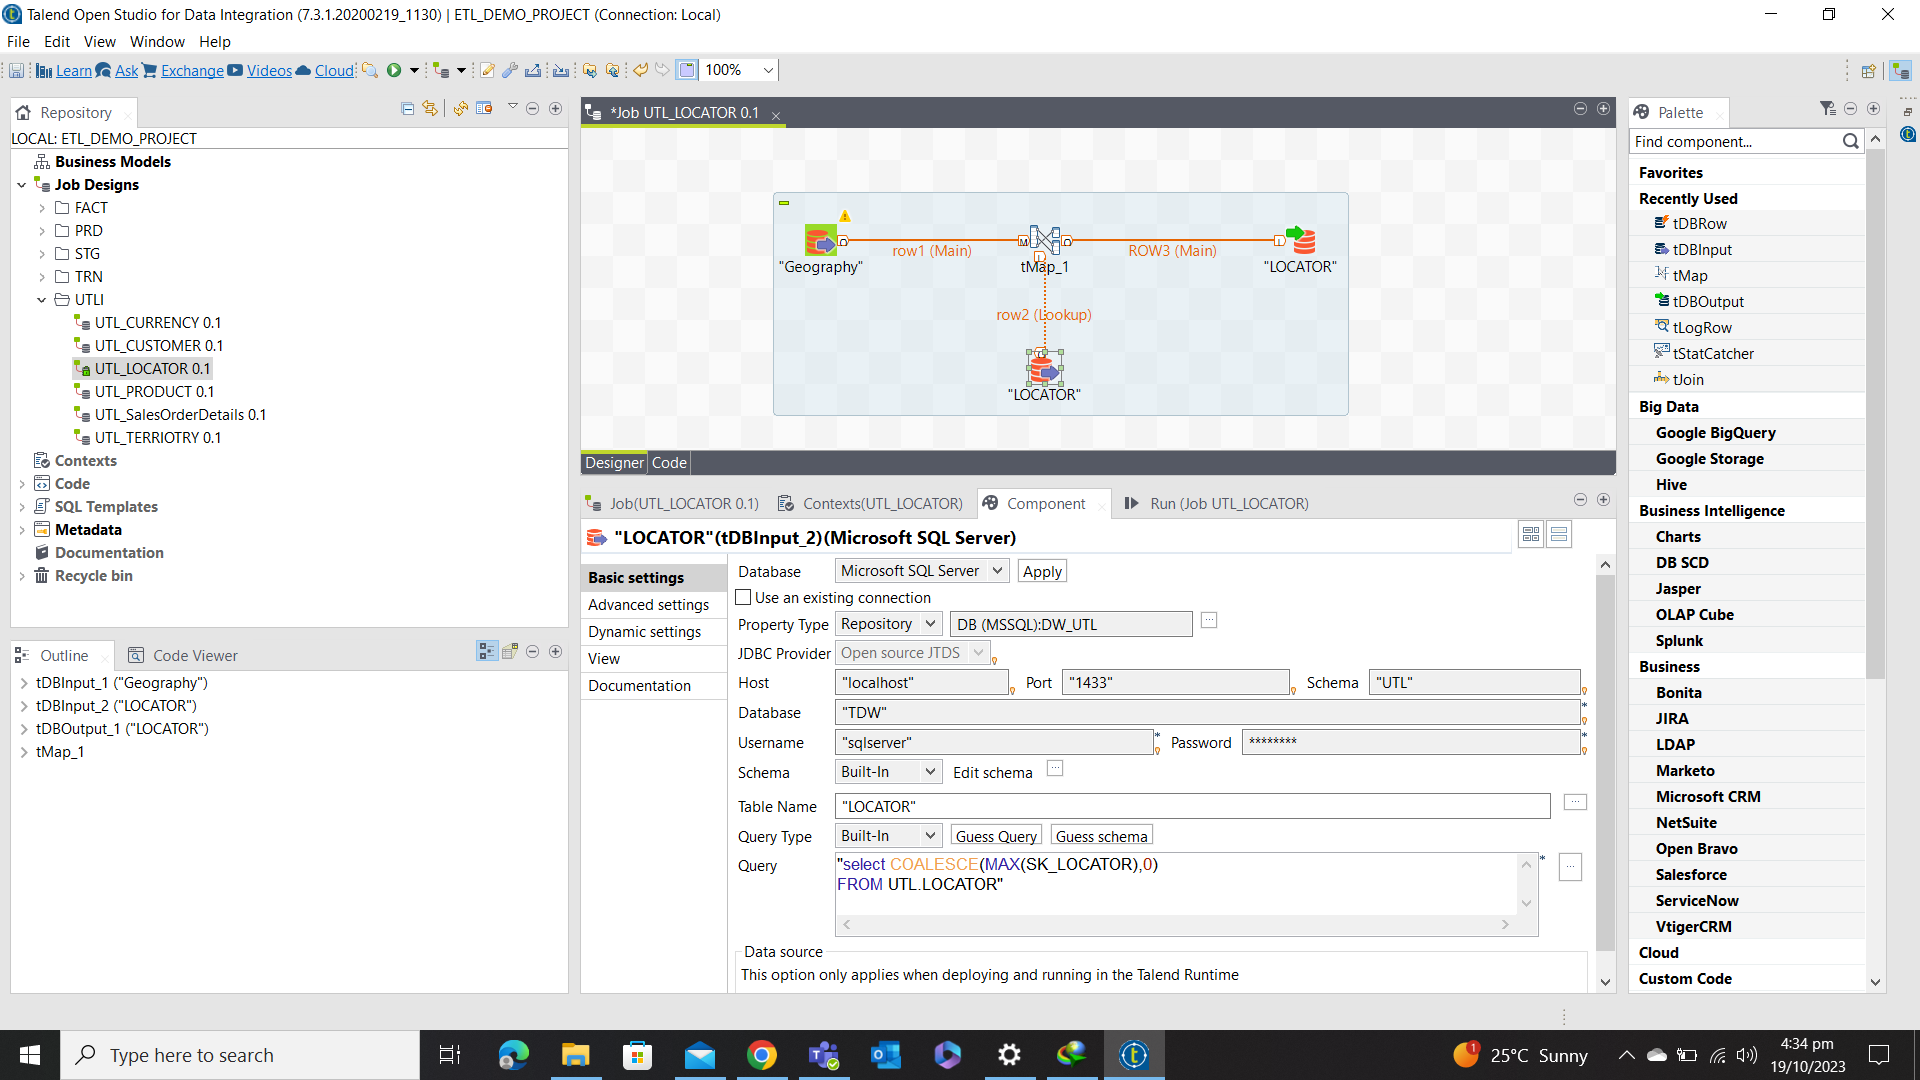 Talend Open Studio for Data Integration (7.3.1.20200219_1130) | ETL_DEMO_PROJECT (Connection: Local)
File Edit View Window Help
Learn Ask Exchange Videos Cloud 100%
Repository
LOCAL: ETL_DEMO_PROJECT
Business Models
Job Designs
FACT
PRD
STG
TRN
UTLI
UTL_CURRENCY 0.1
UTL_CUSTOMER 0.1
UTL_LOCATOR 0.1
UTL_PRODUCT 0.1
UTL_SalesOrderDetails 0.1
UTL_TERRIOTRY 0.1
Contexts
Code
SQL Templates
Metadata
Documentation
Recycle bin
Outline Code Viewer
tDBInput_1 ("Geography")
tDBInput_2 ("LOCATOR")
tDBOutput_1 ("LOCATOR")
tMap_1
*Job UTL_LOCATOR 0.1
row1 (Main)
ROW3 (Main)
"Geography"
tMap_1
"LOCATOR"
row2 (Lookup)
"LOCATOR"
Designer Code
Job(UTL_LOCATOR 0.1) Contexts(UTL_LOCATOR) Component Run (Job UTL_LOCATOR)
"LOCATOR"(tDBInput_2)(Microsoft SQL Server)
Basic settings
Advanced settings
Dynamic settings
View
Documentation
Database Microsoft SQL Server Apply
Use an existing connection
Property Type Repository DB (MSSQL):DW_UTL
JDBC Provider Open source JTDS
Host "localhost" Port "1433" Schema "UTL"
Database "TDW"
Username "sqlserver" Password ********
Schema Built-In Edit schema
Table Name "LOCATOR"
Query Type Built-In Guess Query Guess schema
Query "select COALESCE(MAX(SK_LOCATOR),0)
FROM UTL.LOCATOR"
Data source
This option only applies when deploying and running in the Talend Runtime
Palette
Find component...
Favorites
Recently Used
tDBRow
tDBInput
tMap
tDBOutput
tLogRow
tStatCatcher
tJoin
Big Data
Google BigQuery
Google Storage
Hive
Business Intelligence
Charts
DB SCD
Jasper
OLAP Cube
Splunk
Business
Bonita
JIRA
LDAP
Marketo
Microsoft CRM
NetSuite
Open Bravo
Salesforce
ServiceNow
VtigerCRM
Cloud
Custom Code
Type here to search
1
25°C Sunny
4:34 pm
19/10/2023